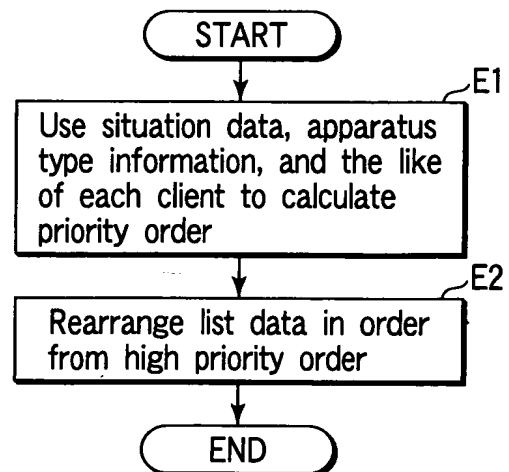 START
E1
Use situation data, apparatus
type information, and the like
of each client to calculate
priority order
E2
Rearrange list data in order
from high priority order
END